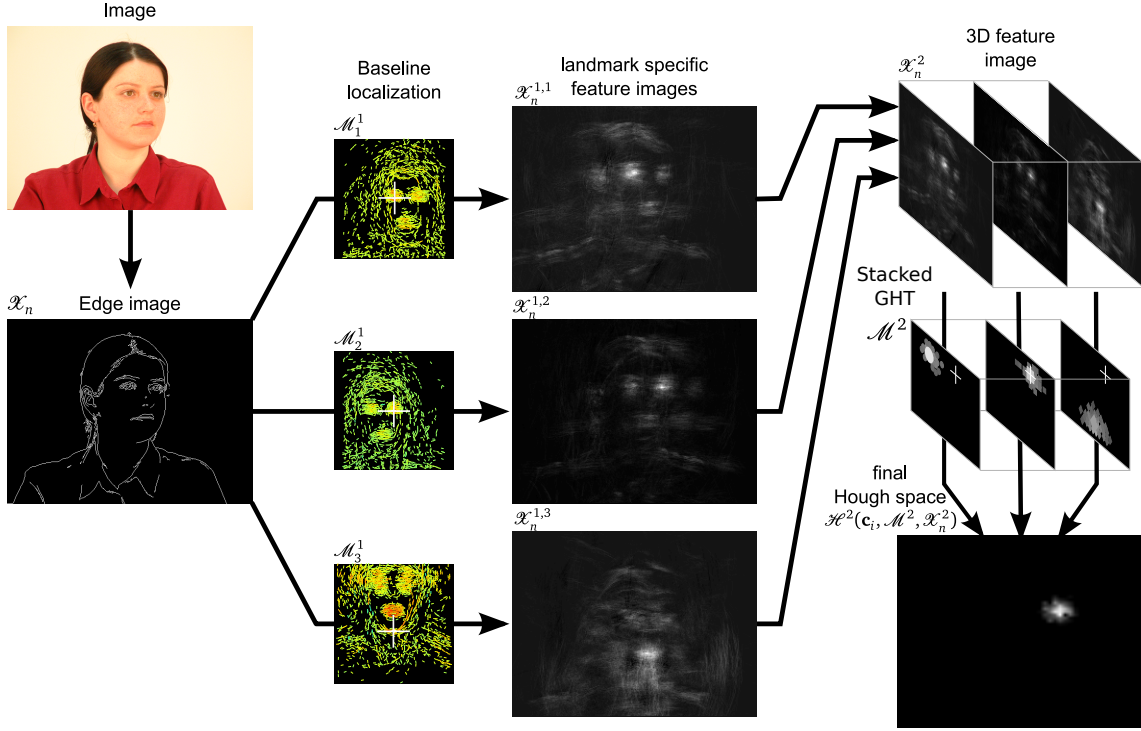 Image
𝒳ₙ
Edge image
Baseline
localization
ℳ₁¹
ℳ₂¹
ℳ₃¹
landmark specific
feature images
𝒳ₙ^{1,1}
𝒳ₙ^{1,2}
𝒳ₙ^{1,3}
3D feature
image
𝒳ₙ²
Stacked
GHT
ℳ²
final
Hough space
ℋ²(𝐜ᵢ, ℳ², 𝒳ₙ²)